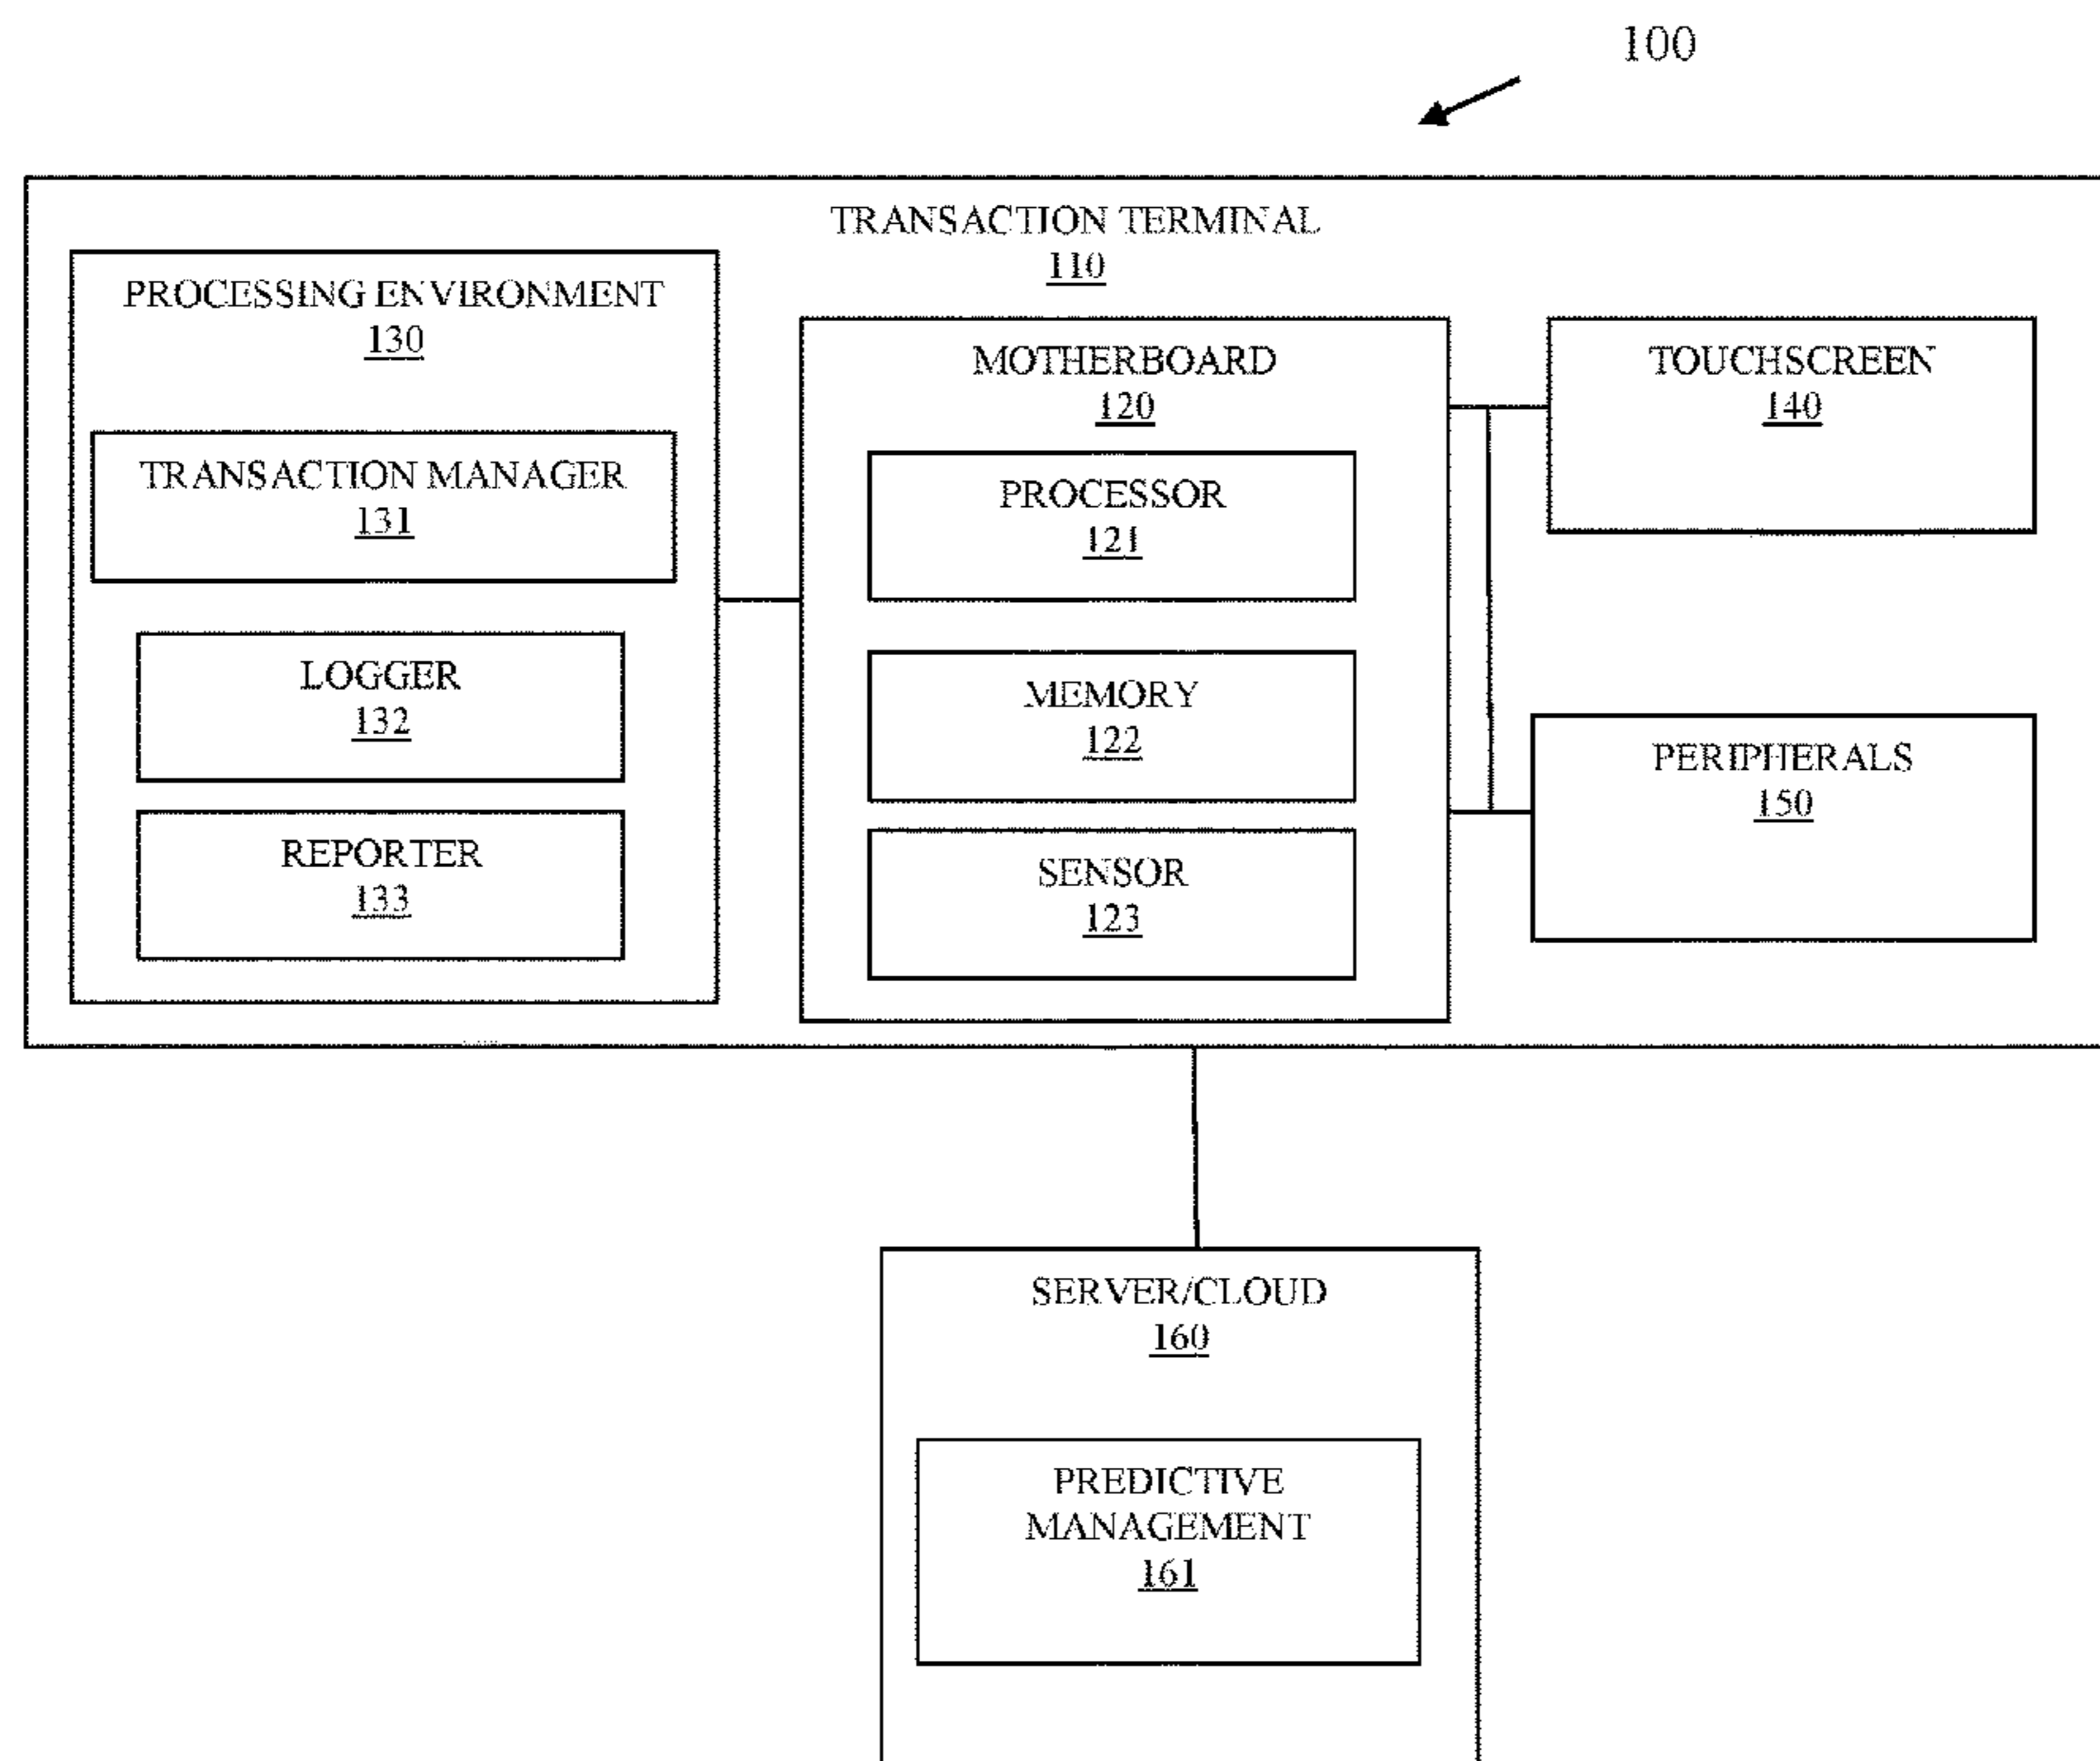 100
TRANSACTION TERMINAL
110
PROCESSING ENVIRONMENT
130
TRANSACTION MANAGER
131
LOGGER
132
REPORTER
133
MOTHERBOARD
120
PROCESSOR
121
MEMORY
122
SENSOR
123
TOUCHSCREEN
140
PERIPHERALS
150
SERVER/CLOUD
160
PREDICTIVE
MANAGEMENT
161